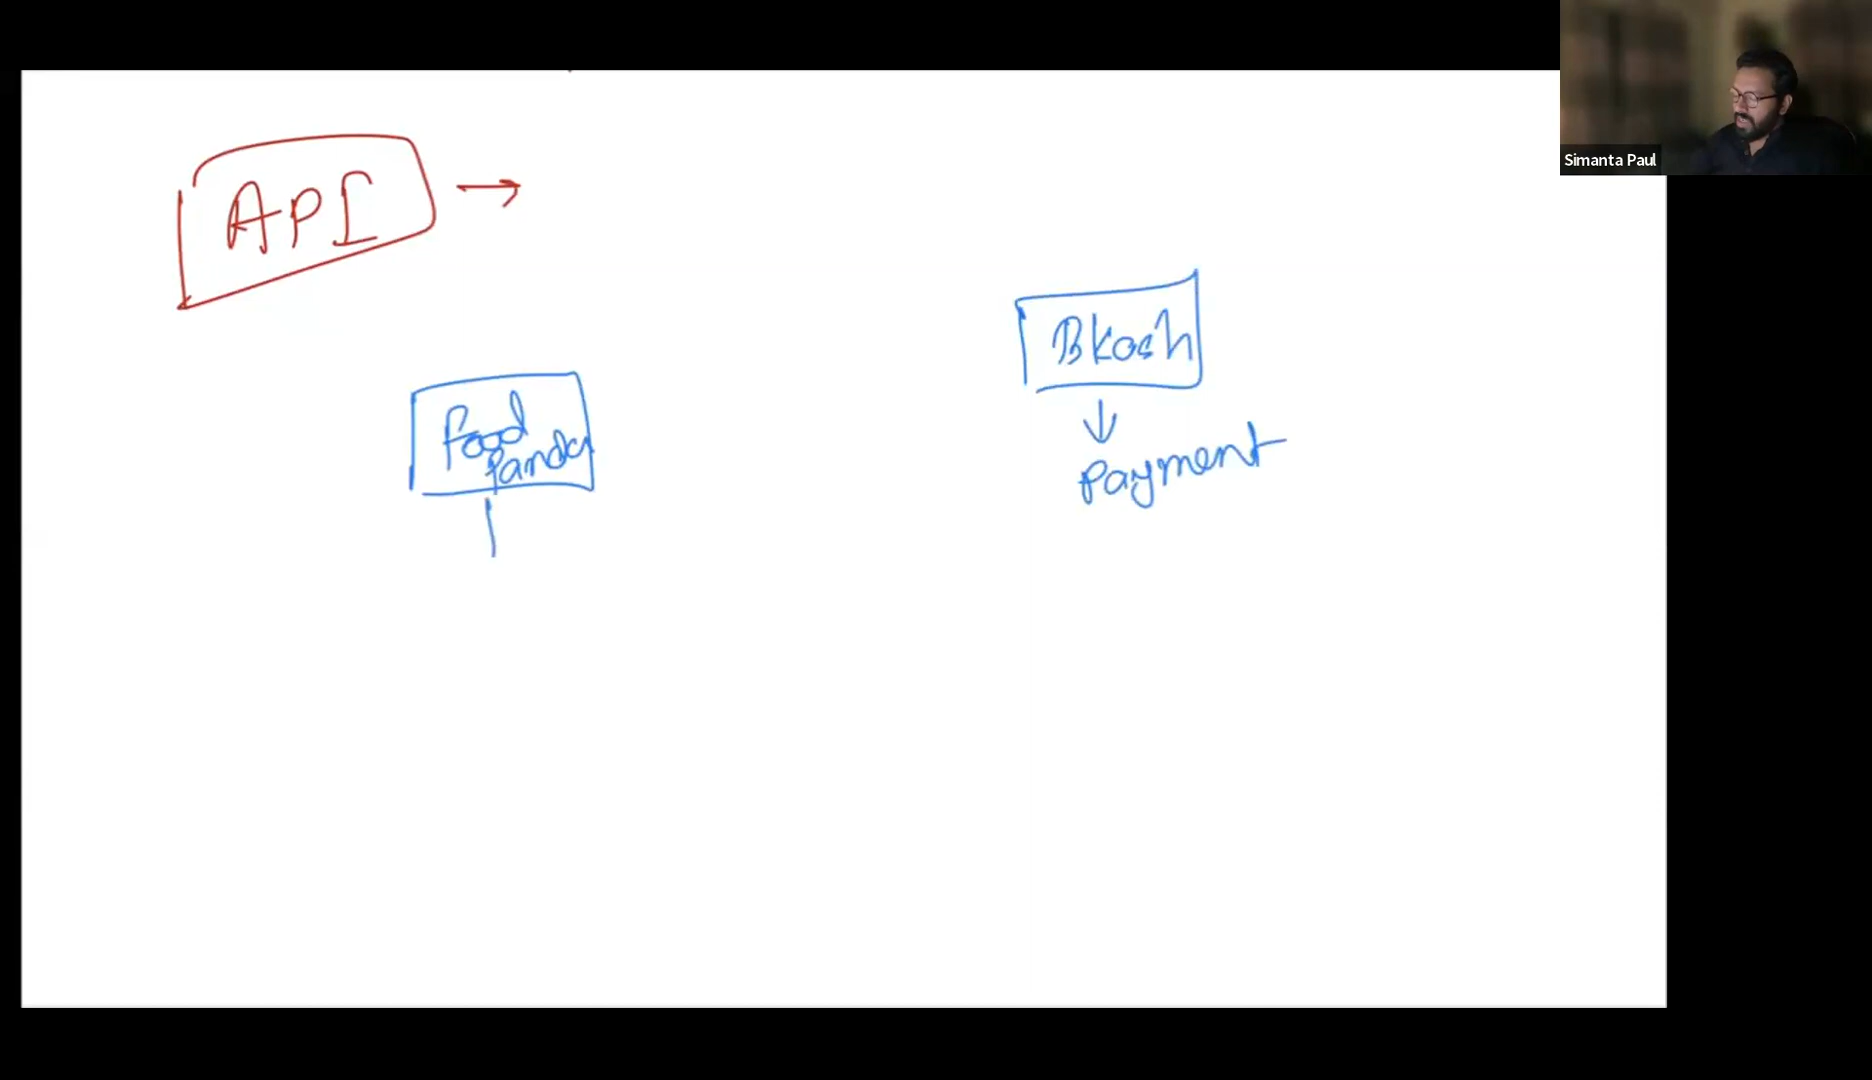 Simanta Paul
API →
Bkash
↓
payment
food
panda